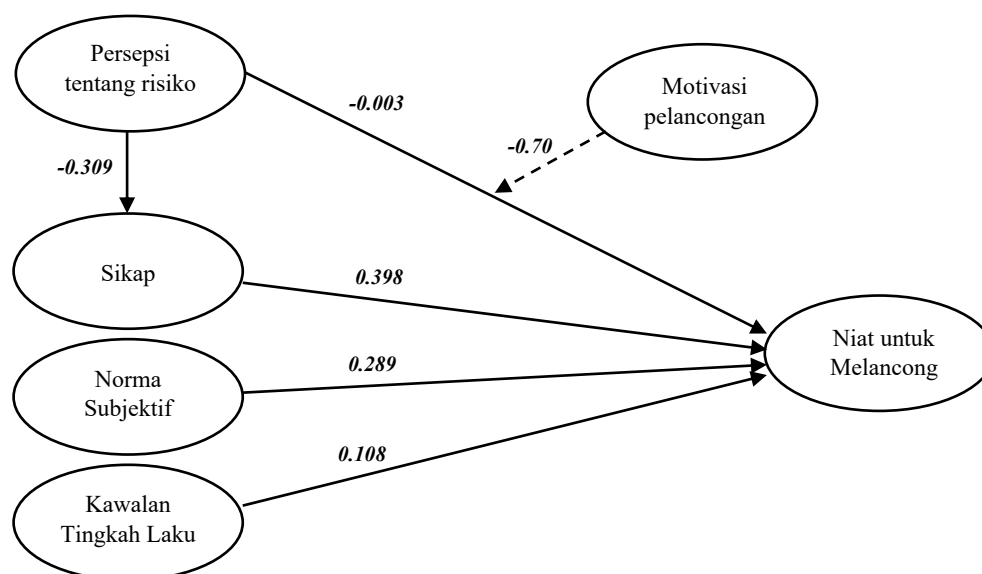 Persepsi
tentang risiko
Motivasi
pelancongan
-0.003
-0.70
-0.309
Sikap
0.398
Niat untuk
Melancong
Norma
Subjektif
0.289
0.108
Kawalan
Tingkah Laku